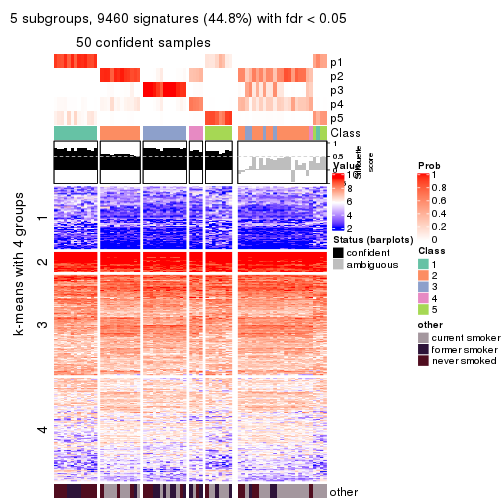 5 subgroups, 9460 signatures (44.8%) with fdr < 0.05
50 confident samples
p1
p2
p3
p4
p5
Class
1
0.5
0
Silhouette
score
k-means with 4 groups
1
2
3
4
other
Value
10
8
6
4
2
Status (barplots)
confident
ambiguous
Prob
1
0.8
0.6
0.4
0.2
0
Class
1
2
3
4
5
other
current smoker
former smoker
never smoked